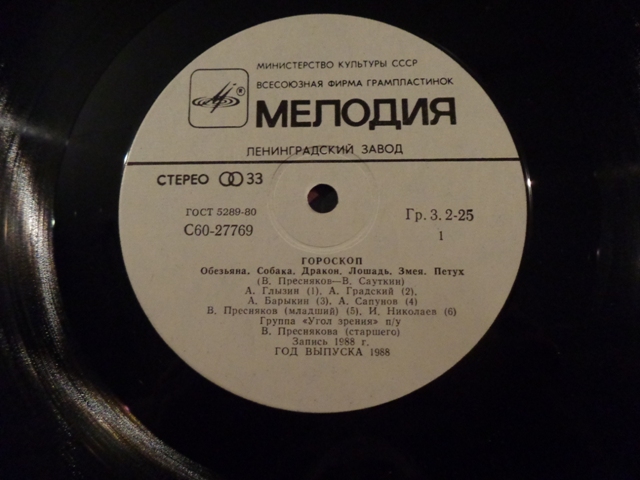 МИНИСТЕРСТВО КУЛЬТУРЫ СССР
ВСЕСОЮЗНАЯ ФИРМА ГРАМПЛАСТИНОК
®
МЕЛОДИЯ
ЛЕНИНГРАДСКИЙ ЗАВОД
СТЕРЕО 33
ГОСТ 5289-80
Гр. 3. 2-25
С60-27769
1
ГОРОСКОП
Обезьяна. Собака. Дракон. Лошадь. Змея. Петух
(В. Пресняков—В. Сауткин)
А. Глызин (1), А. Градский (2),
А. Барыкин (3), А. Сапунов (4)
В. Пресняков (младший) (5), И. Николаев (6)
Группа «Угол зрения» п/у
В. Преснякова (старшего)
Запись 1988 г.
ГОД ВЫПУСКА 1988